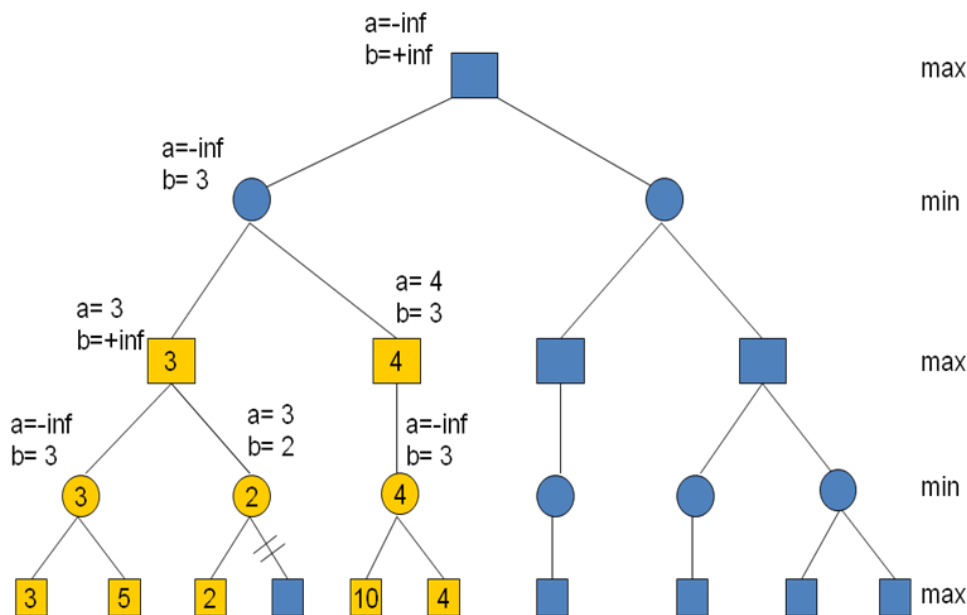 a=-inf
b=+inf
max
a=-inf
b= 3
min
a= 3
b=+inf
a= 4
b= 3
3
4
max
a=-inf
b= 3
a= 3
b= 2
a=-inf
b= 3
3
2
4
min
3
5
2
10
4
max